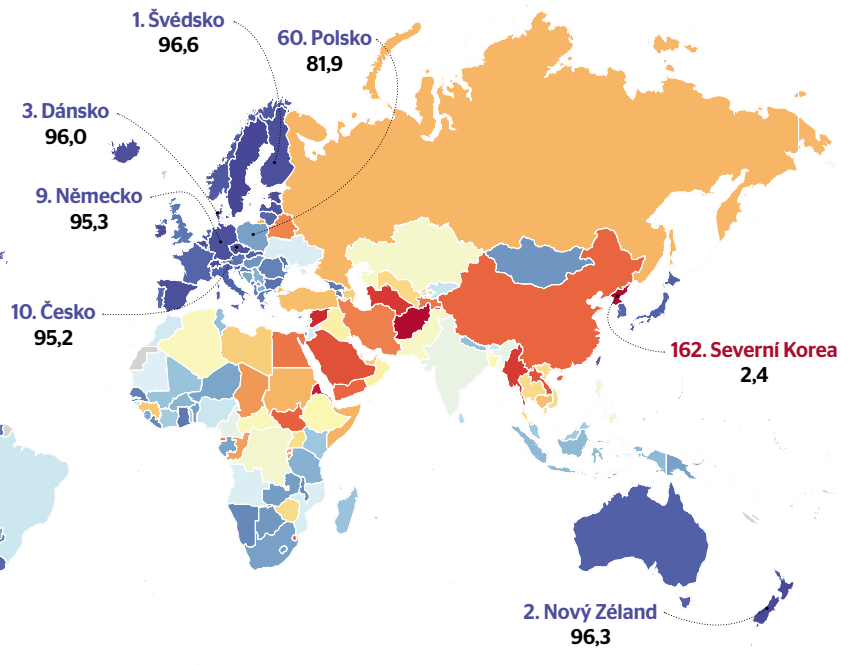 1. Švédsko
96,6
60. Polsko
81,9
3. Dánsko
96,0
9. Německo
95,3
10. Česko
95,2
162. Severní Korea
2,4
2. Nový Zéland
96,3